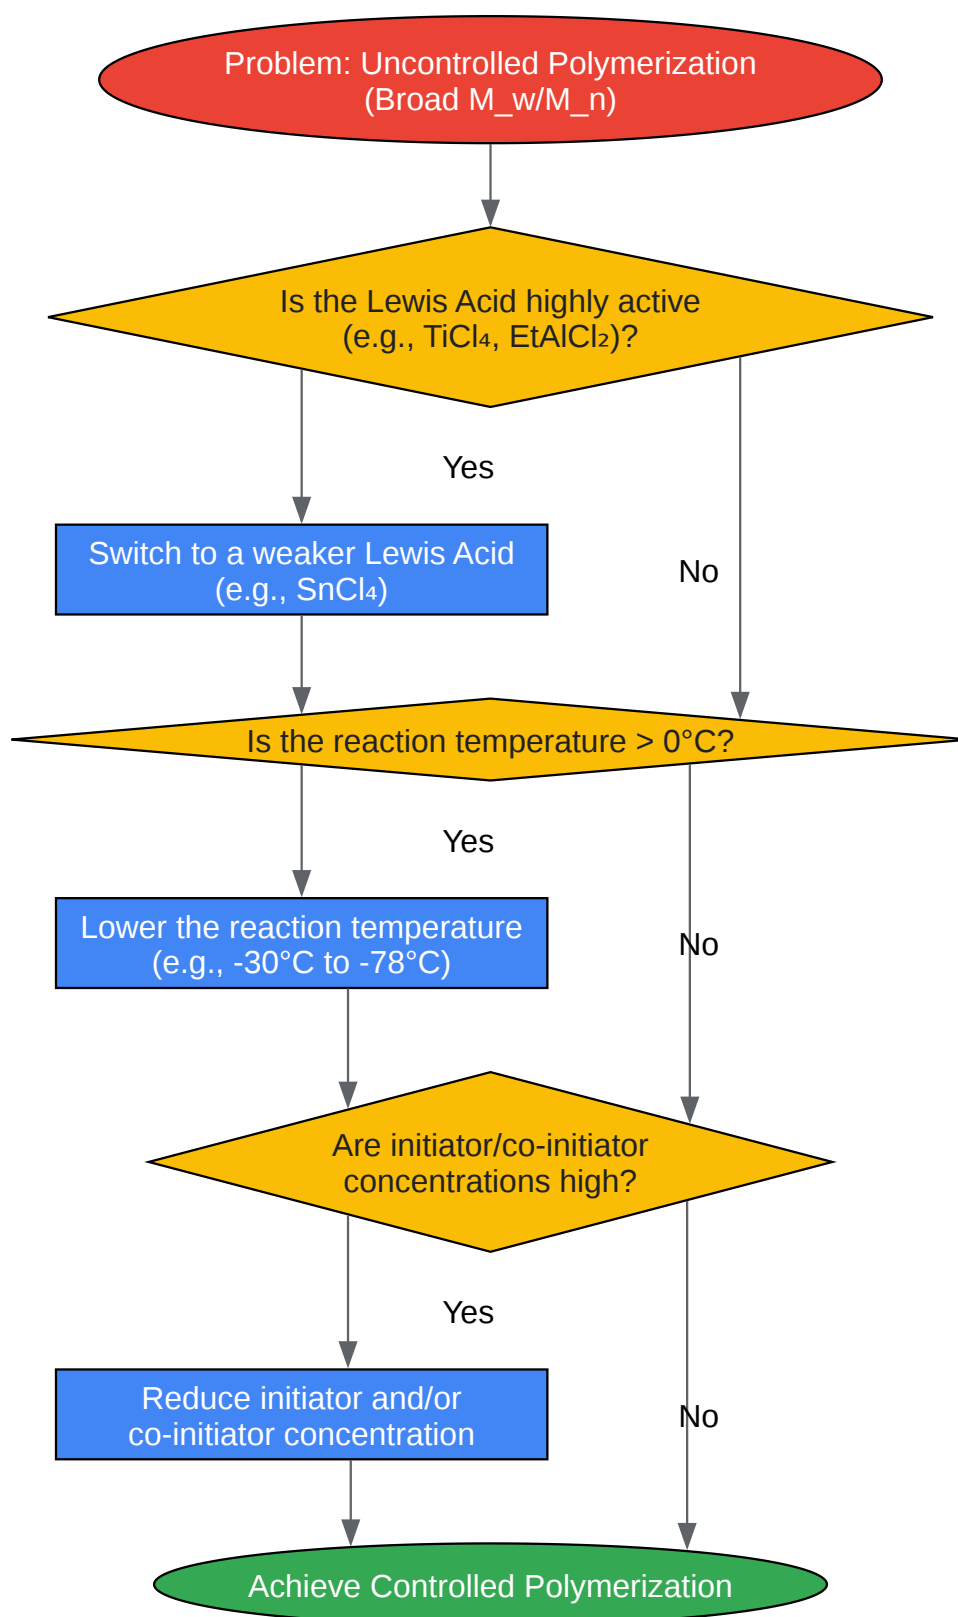 Problem: Uncontrolled Polymerization
(Broad M_w/M_n)
Is the Lewis Acid highly active
(e.g., TiCl₄, EtAlCl₂)?
Yes
Switch to a weaker Lewis Acid
(e.g., SnCl₄)
No
Is the reaction temperature > 0°C?
Yes
Lower the reaction temperature
(e.g., -30°C to -78°C)
No
Are initiator/co-initiator
concentrations high?
Yes
Reduce initiator and/or
co-initiator concentration
No
Achieve Controlled Polymerization